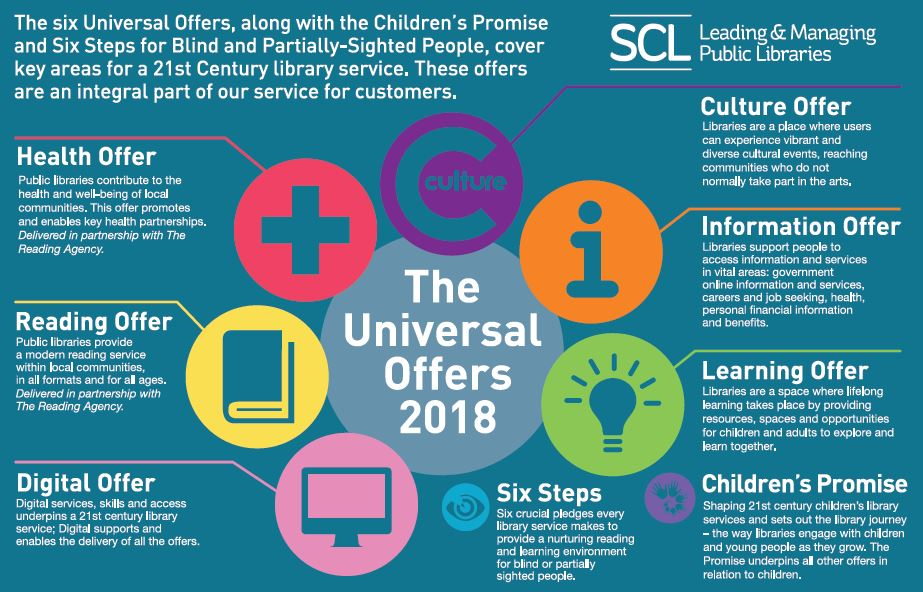 The six Universal Offers, along with the Children's Promise
and Six Steps for Blind and Partially-Sighted People, cover
key areas for a 21st Century library service. These offers
are an integral part of our service for customers.
SCL Leading & Managing
Public Libraries
Health Offer
Public libraries contribute to the
health and well-being of local
communities. This offer promotes
and enables key health partnerships.
Delivered in partnership with The
Reading Agency.
Reading Offer
Public libraries provide
a modern reading service
within local communities,
in all formats and for all ages.
Delivered in partnership with
The Reading Agency.
Digital Offer
Digital services, skills and access
underpins a 21st century library
service; Digital supports and
enables the delivery of all the offers.
culture
The
Universal
Offers
2018
Culture Offer
Libraries are a place where users
can experience vibrant and
diverse cultural events, reaching
communities who do not
normally take part in the arts.
Information Offer
Libraries support people to
access information and services
in vital areas: government
online information and services,
careers and job seeking, health,
personal financial information
and benefits.
Learning Offer
Libraries are a space where lifelong
learning takes place by providing
resources, spaces and opportunities
for children and adults to explore and
learn together.
Six Steps
Six crucial pledges every
library service makes to
provide a nurturing reading
and learning environment
for blind or partially
sighted people.
Children's Promise
Shaping 21st century children's library
services and sets out the library journey
– the way libraries engage with children
and young people as they grow. The
Promise underpins all other offers in
relation to children.